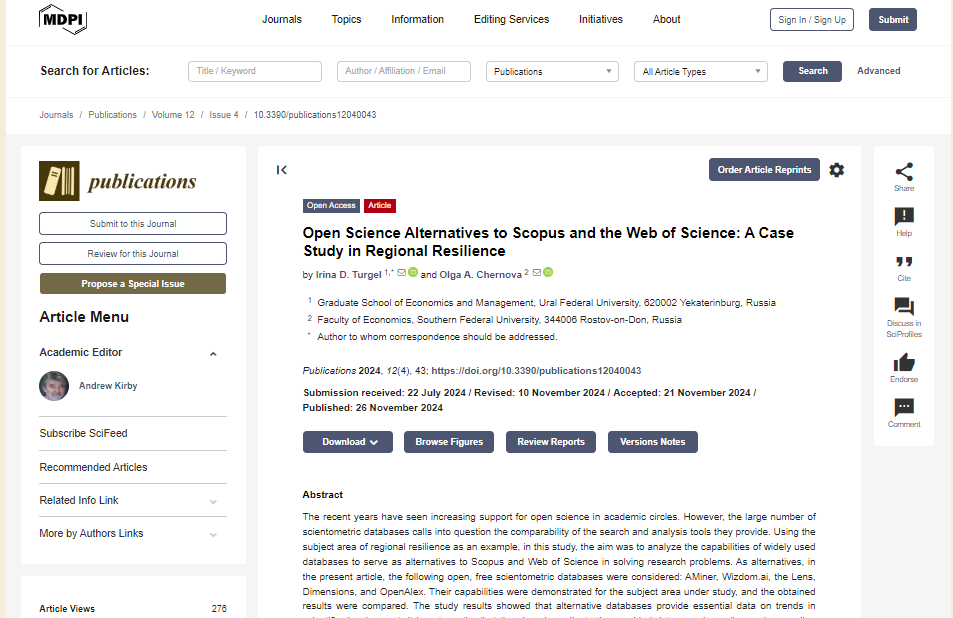 MDPI
Journals Topics Information Editing Services Initiatives About
Sign In / Sign Up Submit
Search for Articles:
Title / Keyword
Author / Affiliation / Email
Publications
All Article Types
Search
Advanced
Journals / Publications / Volume 12 / Issue 4 / 10.3390/publications12040043
publications
Submit to this Journal
Review for this Journal
Propose a Special Issue
Article Menu
Academic Editor
Andrew Kirby
Subscribe SciFeed
Recommended Articles
Related Info Link
More by Authors Links
Article Views 276
Order Article Reprints
Open Access Article
Open Science Alternatives to Scopus and the Web of Science: A Case
Study in Regional Resilience
by Irina D. Turgel 1,* and Olga A. Chernova 2
1 Graduate School of Economics and Management, Ural Federal University, 620002 Yekaterinburg, Russia
2 Faculty of Economics, Southern Federal University, 344006 Rostov-on-Don, Russia
* Author to whom correspondence should be addressed.
Publications 2024, 12(4), 43; https://doi.org/10.3390/publications12040043
Submission received: 22 July 2024 / Revised: 10 November 2024 / Accepted: 21 November 2024 /
Published: 26 November 2024
Download Browse Figures Review Reports Versions Notes
Abstract
The recent years have seen increasing support for open science in academic circles. However, the large number of
scientometric databases calls into question the comparability of the search and analysis tools they provide. Using the
subject area of regional resilience as an example, in this study, the aim was to analyze the capabilities of widely used
databases to serve as alternatives to Scopus and Web of Science in solving research problems. As alternatives, in
the present article, the following open, free scientometric databases were considered: AMiner, Wizdom.ai, the Lens,
Dimensions, and OpenAlex. Their capabilities were demonstrated for the subject area under study, and the obtained
results were compared. The study results showed that alternative databases provide essential data on trends in
Share
Help
Cite
Discuss in
SciProfiles
Endorse
Comment